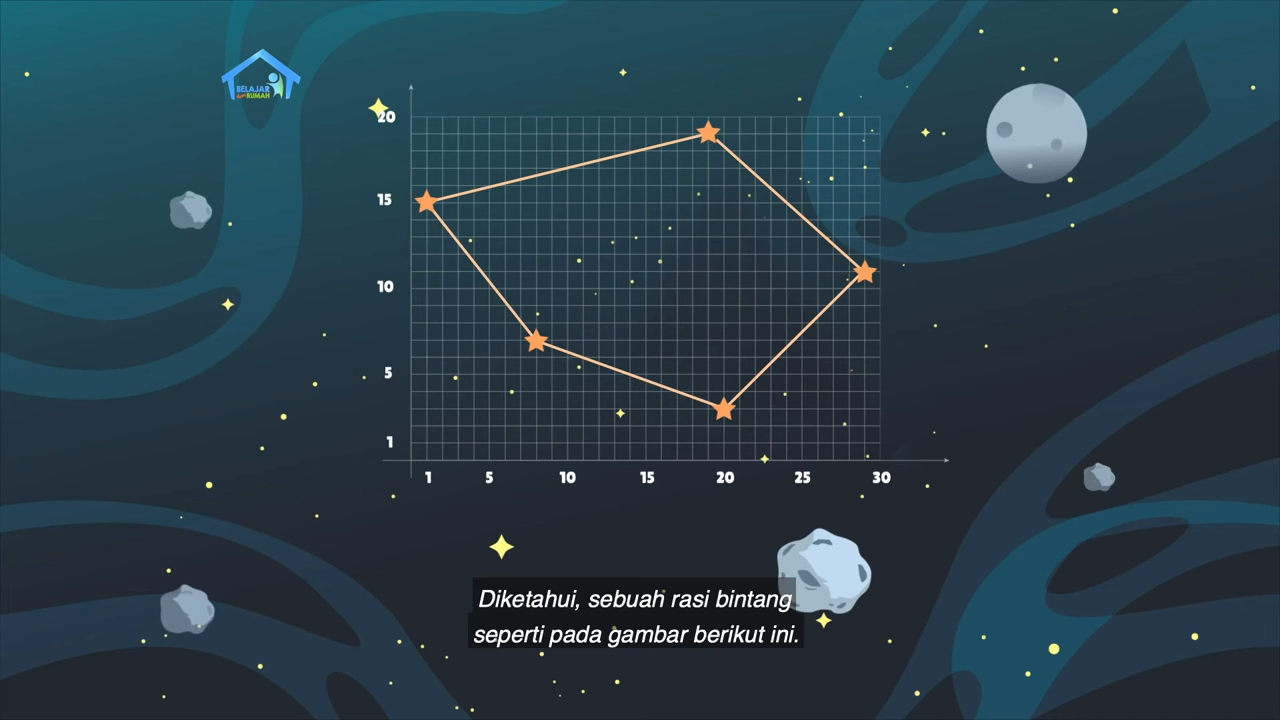 BELAJAR
dari RUMAH
20
15
10
5
1
1 5 10 15 20 25 30
Diketahui, sebuah rasi bintang
seperti pada gambar berikut ini.